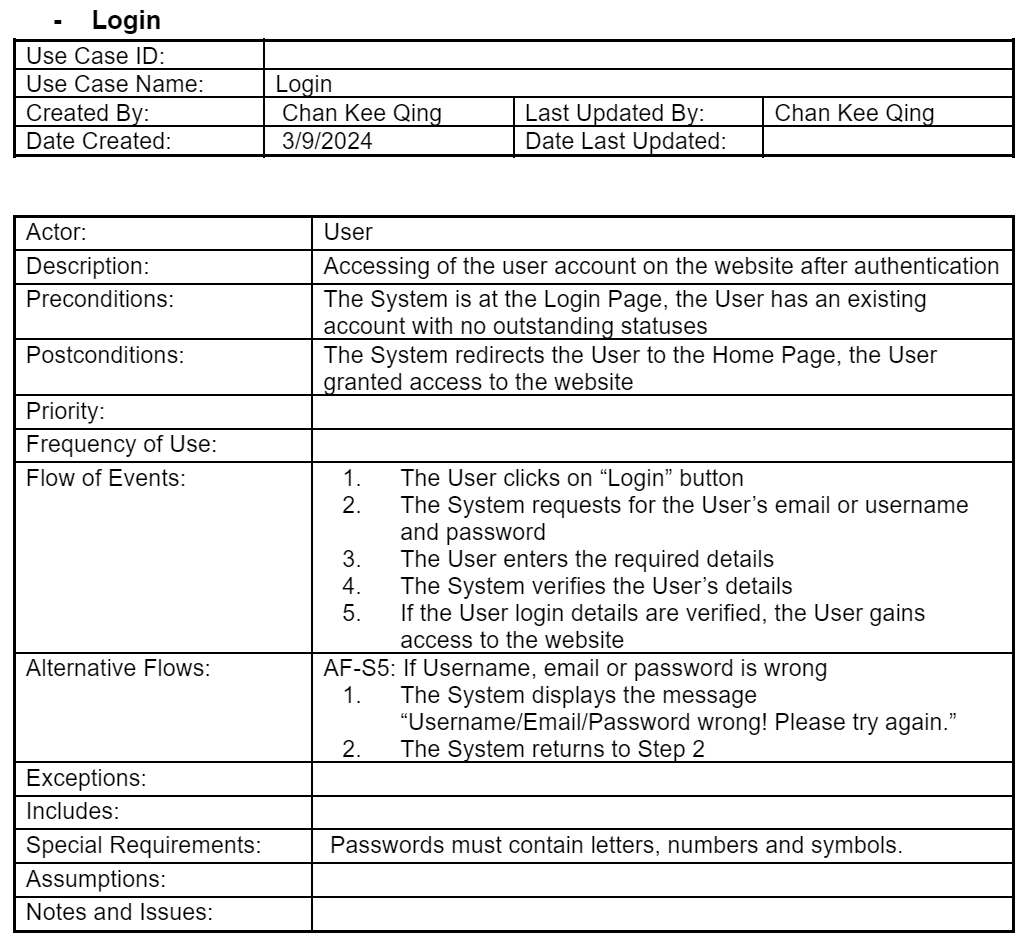 - Login
Use Case ID:
Use Case Name: Login
Created By: Chan Kee Qing Last Updated By: Chan Kee Qing
Date Created: 3/9/2024 Date Last Updated:
Actor: User
Description: Accessing of the user account on the website after authentication
Preconditions: The System is at the Login Page, the User has an existing
account with no outstanding statuses
Postconditions: The System redirects the User to the Home Page, the User
granted access to the website
Priority:
Frequency of Use:
Flow of Events: 1. The User clicks on “Login” button
2. The System requests for the User’s email or username
and password
3. The User enters the required details
4. The System verifies the User’s details
5. If the User login details are verified, the User gains
access to the website
Alternative Flows: AF-S5: If Username, email or password is wrong
1. The System displays the message
“Username/Email/Password wrong! Please try again.”
2. The System returns to Step 2
Exceptions:
Includes:
Special Requirements: Passwords must contain letters, numbers and symbols.
Assumptions:
Notes and Issues: